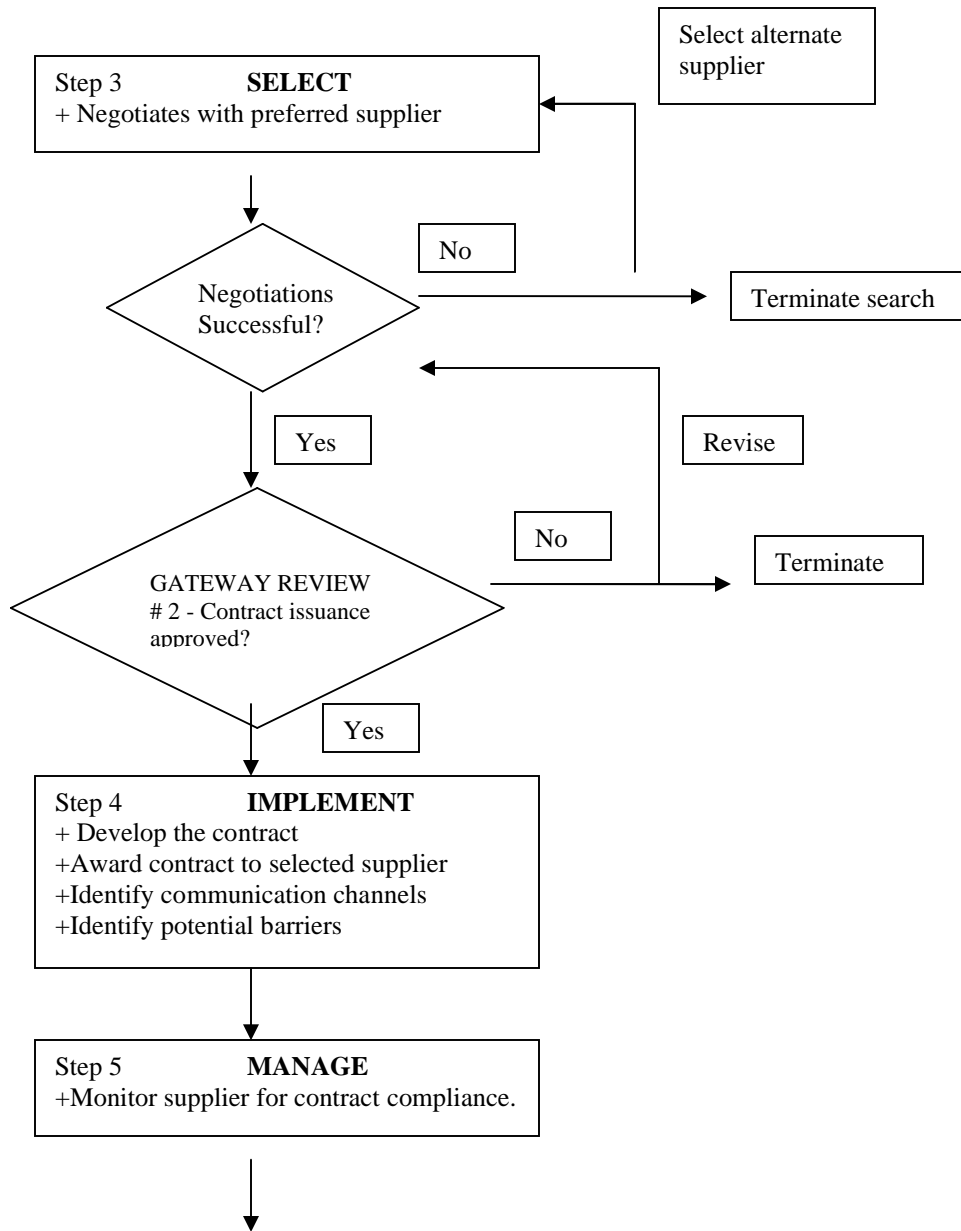 Select alternate
supplier
Step 3 SELECT
+ Negotiates with preferred supplier
No
Negotiations
Successful?
Terminate search
Yes
Revise
No
Terminate
GATEWAY REVIEW
# 2 - Contract issuance
approved?
Yes
Step 4 IMPLEMENT
+ Develop the contract
+Award contract to selected supplier
+Identify communication channels
+Identify potential barriers
Step 5 MANAGE
+Monitor supplier for contract compliance.